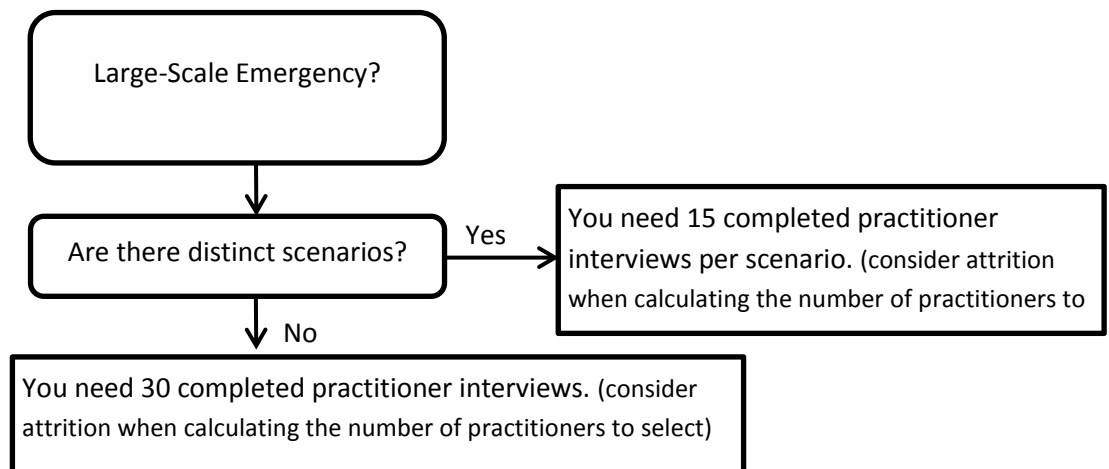 Large-Scale Emergency?
Are there distinct scenarios?
Yes
You need 15 completed practitioner
interviews per scenario. (consider attrition
when calculating the number of practitioners to
No
You need 30 completed practitioner interviews. (consider
attrition when calculating the number of practitioners to select)